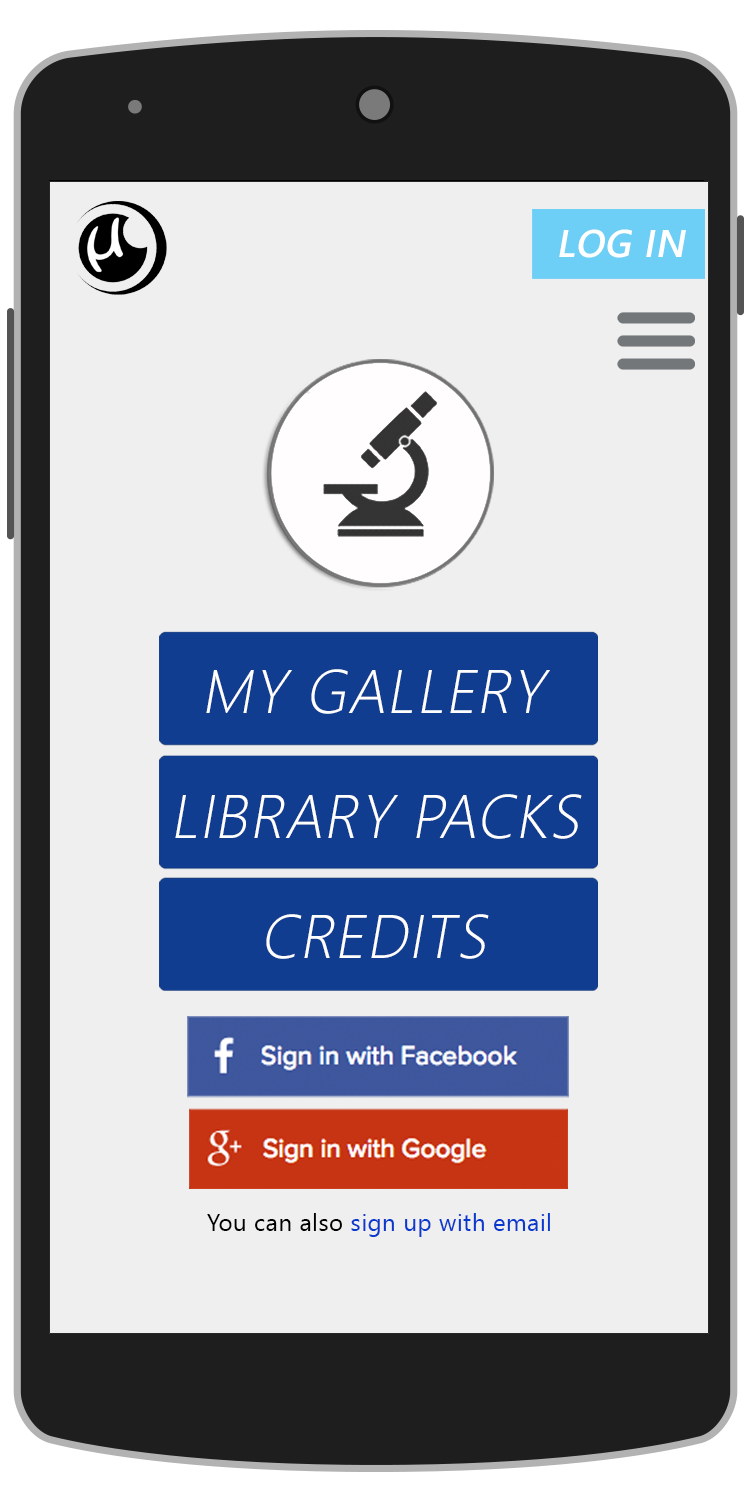 µ
LOG IN
MY GALLERY
LIBRARY PACKS
CREDITS
f Sign in with Facebook
g+ Sign in with Google
You can also sign up with email